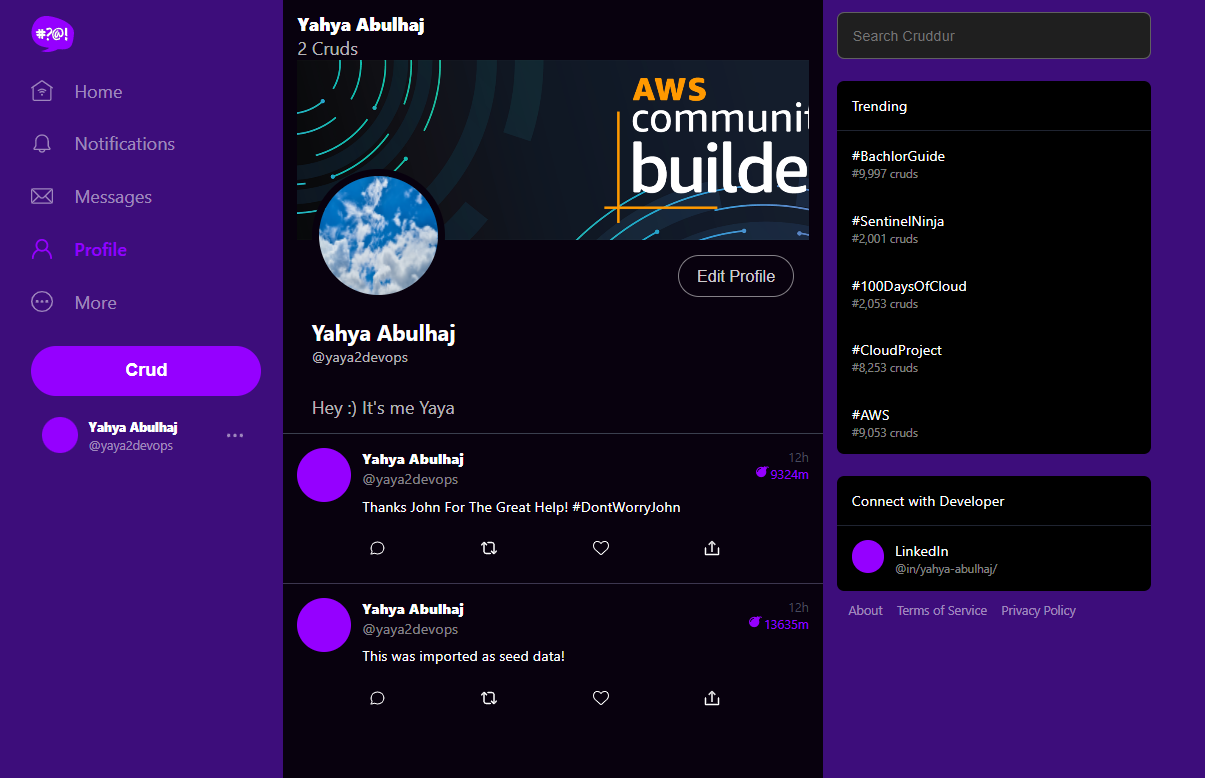 #?@!
Home
Notifications
Messages
Profile
More
Crud
Yahya Abulhaj
@yaya2devops
Yahya Abulhaj
2 Cruds
AWS
communit
builde
Edit Profile
Yahya Abulhaj
@yaya2devops
Hey :) It's me Yaya
Yahya Abulhaj
12h
@yaya2devops
9324m
Thanks John For The Great Help! #DontWorryJohn
Yahya Abulhaj
12h
@yaya2devops
13635m
This was imported as seed data!
Search Cruddur
Trending
#BachlorGuide
#9,997 cruds
#SentinelNinja
#2,001 cruds
#100DaysOfCloud
#2,053 cruds
#CloudProject
#8,253 cruds
#AWS
#9,053 cruds
Connect with Developer
LinkedIn
@in/yahya-abulhaj/
About Terms of Service Privacy Policy